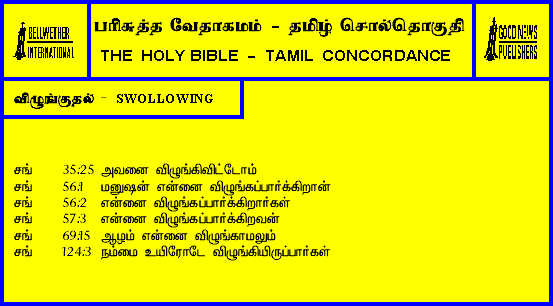 BELLWETHER
INTERNATIONAL
பரிசுத்த வேதாகமம் - தமிழ் சொல்தொகுதி
THE HOLY BIBLE - TAMIL CONCORDANCE
GOOD NEWS
PUBLISHERS
விழுங்குதல் - SWOLLOWING
சங் 35:25 அவனை விழுங்கிவிட்டோம்
சங் 56:1 மனுஷன் என்னை விழுங்கப்பார்க்கிறான்
சங் 56:2 என்னை விழுங்கப்பார்க்கிறார்கள்
சங் 57:3 என்னை விழுங்கப்பார்க்கிறவன்
சங் 69:15 ஆழம் என்னை விழுங்காமலும்
சங் 124:3 நம்மை உயிரோடே விழுங்கியிருப்பார்கள்